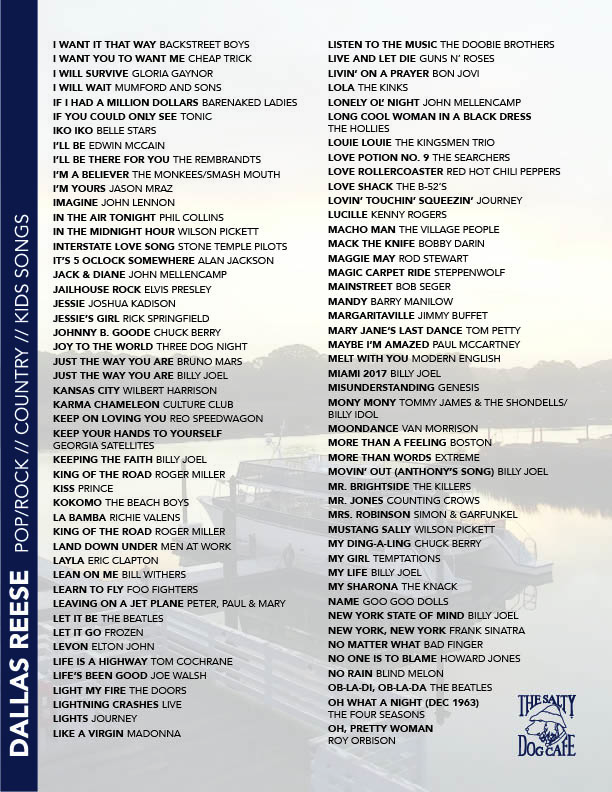 DALLAS REESE POP/ROCK // COUNTRY // KIDS SONGS
I WANT IT THAT WAY BACKSTREET BOYS
I WANT YOU TO WANT ME CHEAP TRICK
I WILL SURVIVE GLORIA GAYNOR
I WILL WAIT MUMFORD AND SONS
IF I HAD A MILLION DOLLARS BARENAKED LADIES
IF YOU COULD ONLY SEE TONIC
IKO IKO BELLE STARS
I'LL BE EDWIN MCCAIN
I'LL BE THERE FOR YOU THE REMBRANDTS
I'M A BELIEVER THE MONKEES/SMASH MOUTH
I'M YOURS JASON MRAZ
IMAGINE JOHN LENNON
IN THE AIR TONIGHT PHIL COLLINS
IN THE MIDNIGHT HOUR WILSON PICKETT
INTERSTATE LOVE SONG STONE TEMPLE PILOTS
IT'S 5 OCLOCK SOMEWHERE ALAN JACKSON
JACK & DIANE JOHN MELLENCAMP
JAILHOUSE ROCK ELVIS PRESLEY
JESSIE JOSHUA KADISON
JESSIE'S GIRL RICK SPRINGFIELD
JOHNNY B. GOODE CHUCK BERRY
JOY TO THE WORLD THREE DOG NIGHT
JUST THE WAY YOU ARE BRUNO MARS
JUST THE WAY YOU ARE BILLY JOEL
KANSAS CITY WILBERT HARRISON
KARMA CHAMELEON CULTURE CLUB
KEEP ON LOVING YOU REO SPEEDWAGON
KEEP YOUR HANDS TO YOURSELF
GEORGIA SATELLITES
KEEPING THE FAITH BILLY JOEL
KING OF THE ROAD ROGER MILLER
KISS PRINCE
KOKOMO THE BEACH BOYS
LA BAMBA RICHIE VALENS
KING OF THE ROAD ROGER MILLER
LAND DOWN UNDER MEN AT WORK
LAYLA ERIC CLAPTON
LEAN ON ME BILL WITHERS
LEARN TO FLY FOO FIGHTERS
LEAVING ON A JET PLANE PETER, PAUL & MARY
LET IT BE THE BEATLES
LET IT GO FROZEN
LEVON ELTON JOHN
LIFE IS A HIGHWAY TOM COCHRANE
LIFE'S BEEN GOOD JOE WALSH
LIGHT MY FIRE THE DOORS
LIGHTNING CRASHES LIVE
LIGHTS JOURNEY
LIKE A VIRGIN MADONNA
LISTEN TO THE MUSIC THE DOOBIE BROTHERS
LIVE AND LET DIE GUNS N' ROSES
LIVIN' ON A PRAYER BON JOVI
LOLA THE KINKS
LONELY OL' NIGHT JOHN MELLENCAMP
LONG COOL WOMAN IN A BLACK DRESS
THE HOLLIES
LOUIE LOUIE THE KINGSMEN TRIO
LOVE POTION NO. 9 THE SEARCHERS
LOVE ROLLERCOASTER RED HOT CHILI PEPPERS
LOVE SHACK THE B-52'S
LOVIN' TOUCHIN' SQUEEZIN' JOURNEY
LUCILLE KENNY ROGERS
MACHO MAN THE VILLAGE PEOPLE
MACK THE KNIFE BOBBY DARIN
MAGGIE MAY ROD STEWART
MAGIC CARPET RIDE STEPPENWOLF
MAINSTREET BOB SEGER
MANDY BARRY MANILOW
MARGARITAVILLE JIMMY BUFFET
MARY JANE'S LAST DANCE TOM PETTY
MAYBE I'M AMAZED PAUL MCCARTNEY
MELT WITH YOU MODERN ENGLISH
MIAMI 2017 BILLY JOEL
MISUNDERSTANDING GENESIS
MONY MONY TOMMY JAMES & THE SHONDELLS/
BILLY IDOL
MOONDANCE VAN MORRISON
MORE THAN A FEELING BOSTON
MORE THAN WORDS EXTREME
MOVIN' OUT (ANTHONY'S SONG) BILLY JOEL
MR. BRIGHTSIDE THE KILLERS
MR. JONES COUNTING CROWS
MRS. ROBINSON SIMON & GARFUNKEL
MUSTANG SALLY WILSON PICKETT
MY DING-A-LING CHUCK BERRY
MY GIRL TEMPTATIONS
MY LIFE BILLY JOEL
MY SHARONA THE KNACK
NAME GOO GOO DOLLS
NEW YORK STATE OF MIND BILLY JOEL
NEW YORK, NEW YORK FRANK SINATRA
NO MATTER WHAT BAD FINGER
NO ONE IS TO BLAME HOWARD JONES
NO RAIN BLIND MELON
OB-LA-DI, OB-LA-DA THE BEATLES
OH WHAT A NIGHT (DEC 1963)
THE FOUR SEASONS
OH, PRETTY WOMAN
ROY ORBISON
THE SALTY
DOG CAFE